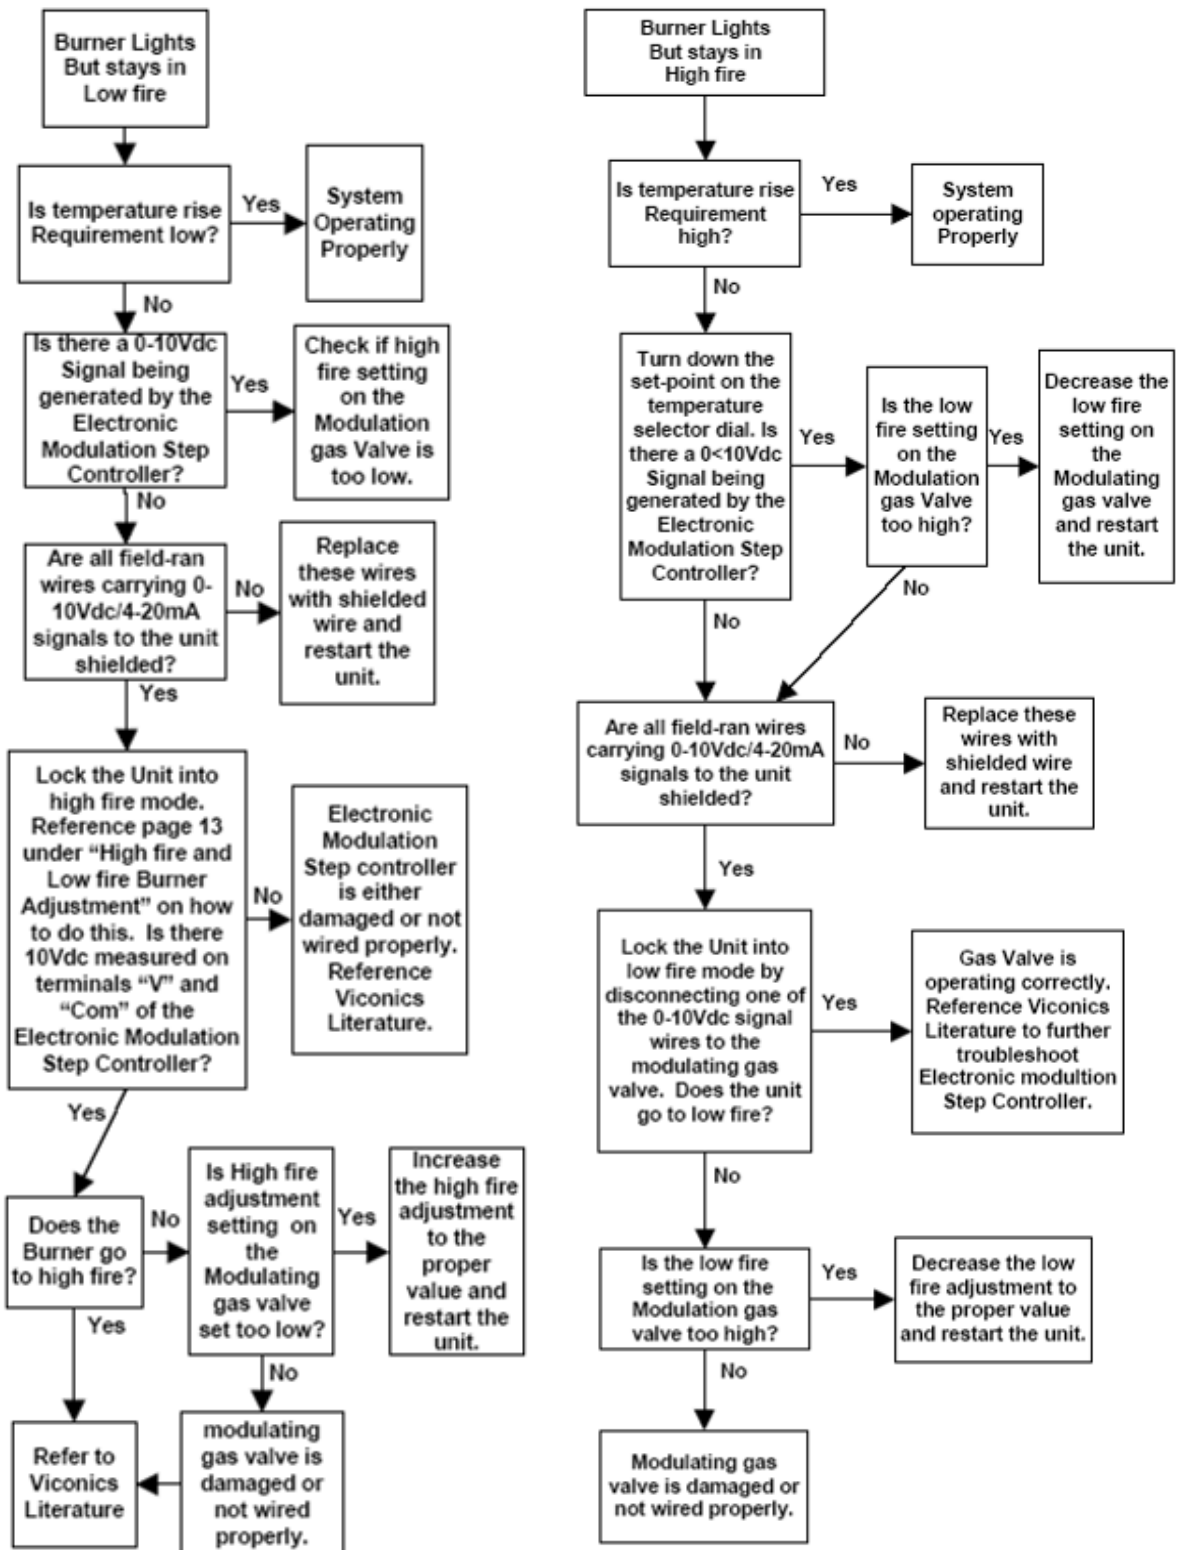 Burner Lights
But stays in
Low fire
Is temperature rise
Requirement low?
Yes
System
Operating
Properly
No
Is there a 0-10Vdc
Signal being
generated by the
Electronic
Modulation Step
Controller?
Yes
Check if high
fire setting
on the
Modulation
gas Valve is
too low.
No
Are all field-ran
wires carrying 0-
10Vdc/4-20mA
signals to the unit
shielded?
No
Replace
these wires
with shielded
wire and
restart the
unit.
Yes
Lock the Unit into
high fire mode.
Reference page 13
under “High fire and
Low fire Burner
Adjustment” on how
to do this.  Is there
10Vdc measured on
terminals “V” and
“Com” of the
Electronic Modulation
Step Controller?
No
Electronic
Modulation
Step controller
is either
damaged or not
wired properly.
Reference
Viconics
Literature.
Yes
Does the
Burner go
to high fire?
No
Is High fire
adjustment
setting  on
the
Modulating
gas valve
set too low?
Yes
Increase
the high fire
adjustment
to the
proper
value and
restart the
unit.
Yes
No
Refer to
Viconics
Literature
modulating
gas valve is
damaged or
not wired
properly.
Burner Lights
But stays in
High fire
Is temperature rise
Requirement
high?
Yes
System
operating
Properly
No
Turn down the
set-point on the
temperature
selector dial. Is
there a 0<10Vdc
Signal being
generated by the
Electronic
Modulation Step
Controller?
Yes
Is the low
fire setting
on the
Modulation
gas Valve
too high?
Yes
Decrease the
low fire
setting on
the
Modulating
gas valve
and restart
the unit.
No
No
Are all field-ran wires
carrying 0-10Vdc/4-20mA
signals to the unit
shielded?
No
Replace these
wires with
shielded wire
and restart the
unit.
Yes
Lock the Unit into
low fire mode by
disconnecting one of
the 0-10Vdc signal
wires to the
modulating gas
valve.  Does the unit
go to low fire?
Yes
Gas Valve is
operating correctly.
Reference Viconics
Literature to further
troubleshoot
Electronic modultion
Step Controller.
No
Is the low fire
setting on the
Modulation gas
valve too high?
Yes
Decrease the low
fire adjustment to
the proper value
and restart the unit.
No
Modulating gas
valve is damaged or
not wired properly.